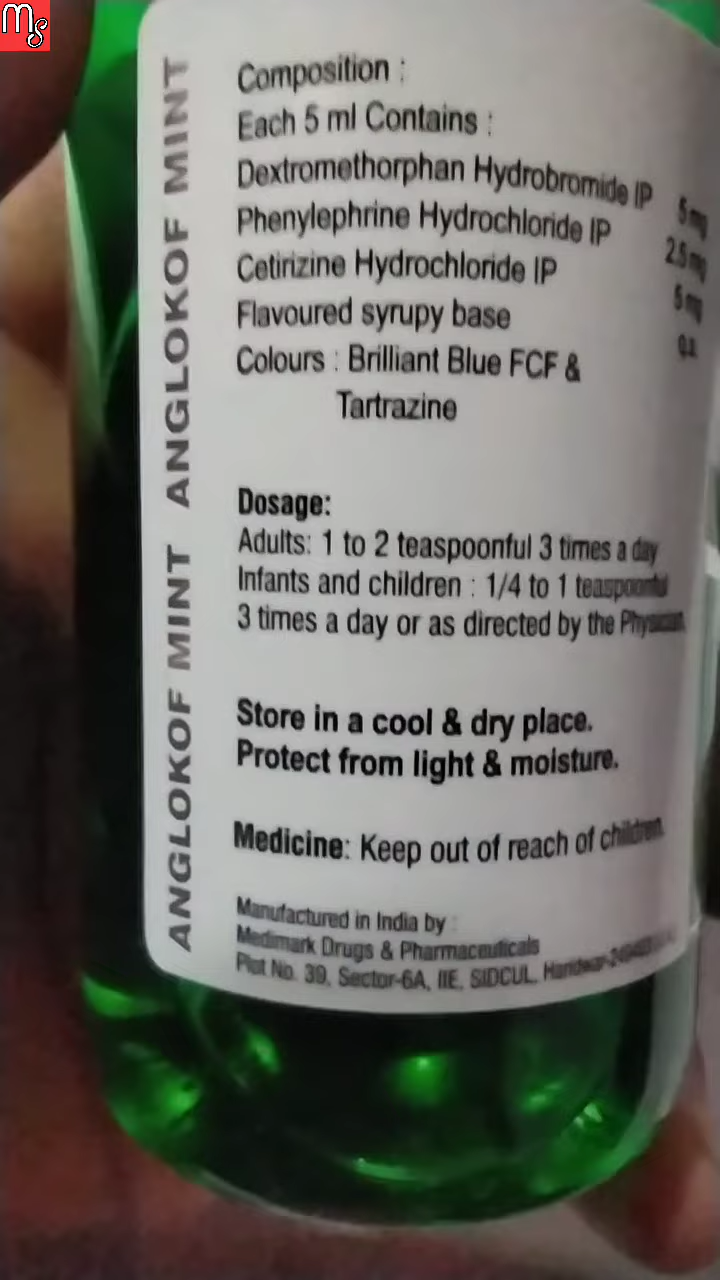 MS
Composition :
Each 5 ml Contains :
Dextromethorphan Hydrobromide IP 5 mg
Phenylephrine Hydrochloride IP 2.5 mg
Cetirizine Hydrochloride IP 5 mg
Flavoured syrupy base q.s.
Colours : Brilliant Blue FCF &
Tartrazine
Dosage:
Adults: 1 to 2 teaspoonful 3 times a day
Infants and children : 1/4 to 1 teaspoonful
3 times a day or as directed by the Physician.
Store in a cool & dry place.
Protect from light & moisture.
Medicine: Keep out of reach of children.
Manufactured in India by :
Medimark Drugs & Pharmaceuticals
Plot No. 39, Sector-6A, IIE, SIDCUL, Haridwar-
ANGLOKOF MINT ANGLOKOF MINT